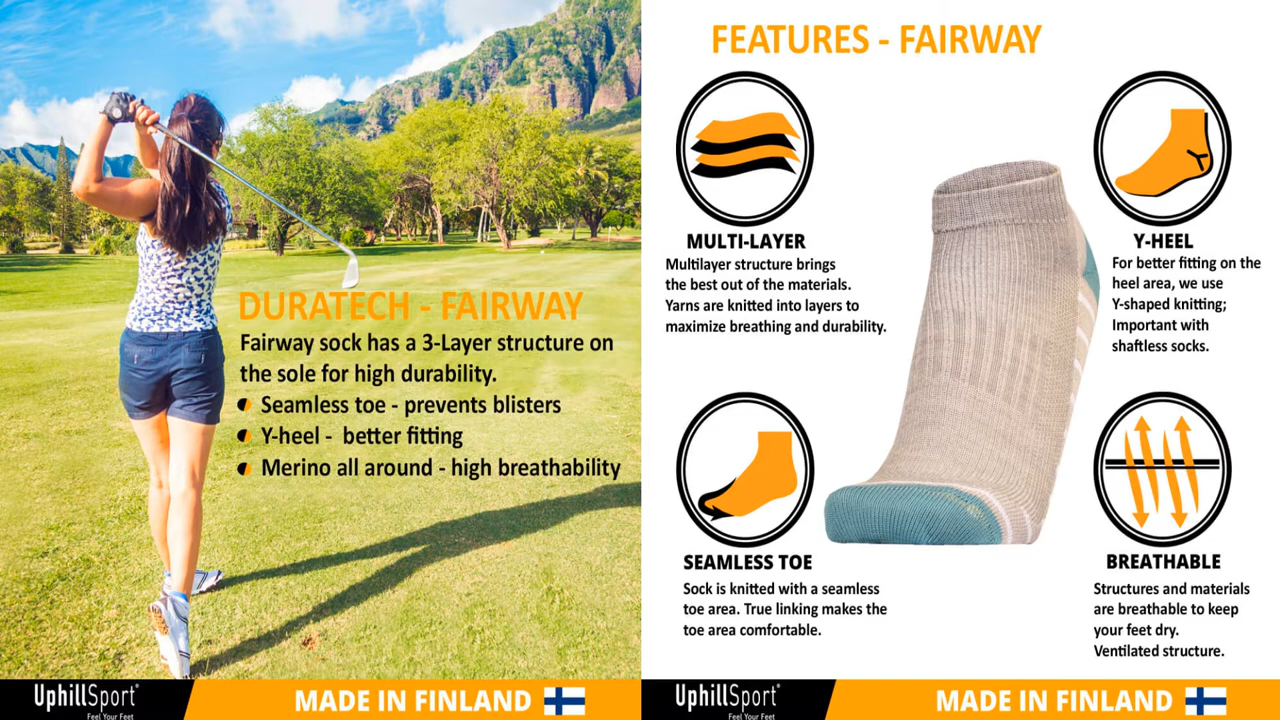 DURATECH - FAIRWAY
Fairway sock has a 3-Layer structure on
the sole for high durability.
Seamless toe - prevents blisters
Y-heel - better fitting
Merino all around - high breathability
UphillSport®
Feel Your Feet
MADE IN FINLAND
FEATURES - FAIRWAY
MULTI-LAYER
Multilayer structure brings
the best out of the materials.
Yarns are knitted into layers to
maximize breathing and durability.
Y-HEEL
For better fitting on the
heel area, we use
Y-shaped knitting;
Important with
shaftless socks.
SEAMLESS TOE
Sock is knitted with a seamless
toe area. True linking makes the
toe area comfortable.
BREATHABLE
Structures and materials
are breathable to keep
your feet dry.
Ventilated structure.
UphillSport®
Feel Your Feet
MADE IN FINLAND